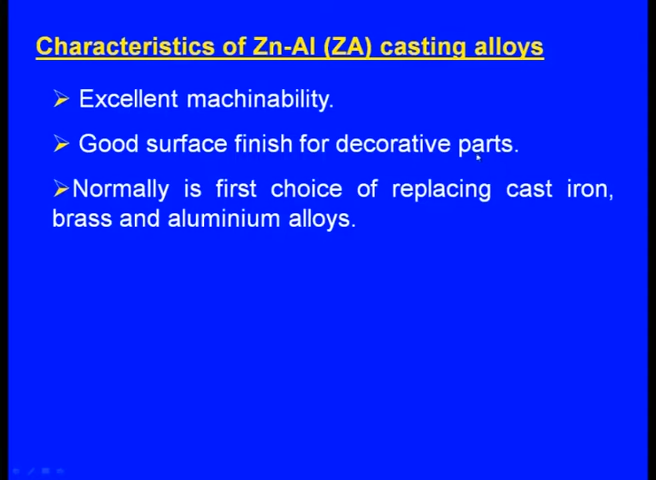 Characteristics of Zn-Al (ZA) casting alloys
➢ Excellent machinability.
➢ Good surface finish for decorative parts.
➢Normally is first choice of replacing cast iron,
brass and aluminium alloys.